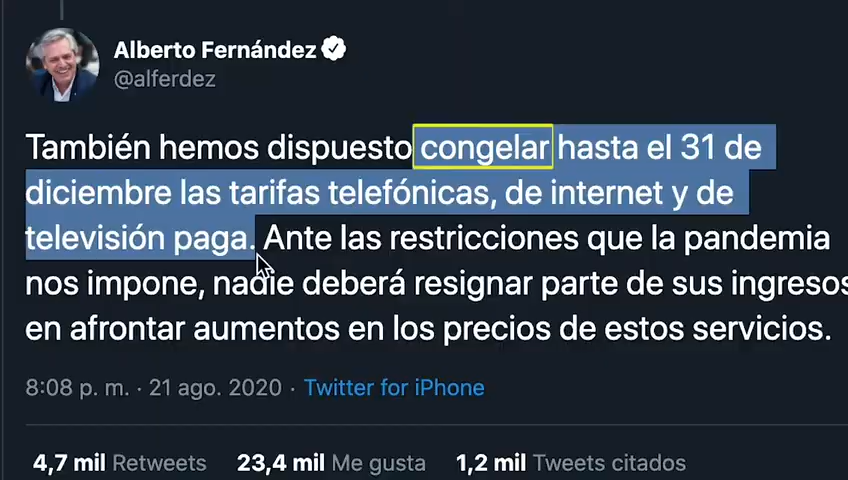 Alberto Fernández
@alferdez
También hemos dispuesto congelar hasta el 31 de
diciembre las tarifas telefónicas, de internet y de
televisión paga. Ante las restricciones que la pandemia
nos impone, nadie deberá resignar parte de sus ingresos
en afrontar aumentos en los precios de estos servicios.
8:08 p. m. · 21 ago. 2020 · Twitter for iPhone
4,7 mil Retweets 23,4 mil Me gusta 1,2 mil Tweets citados